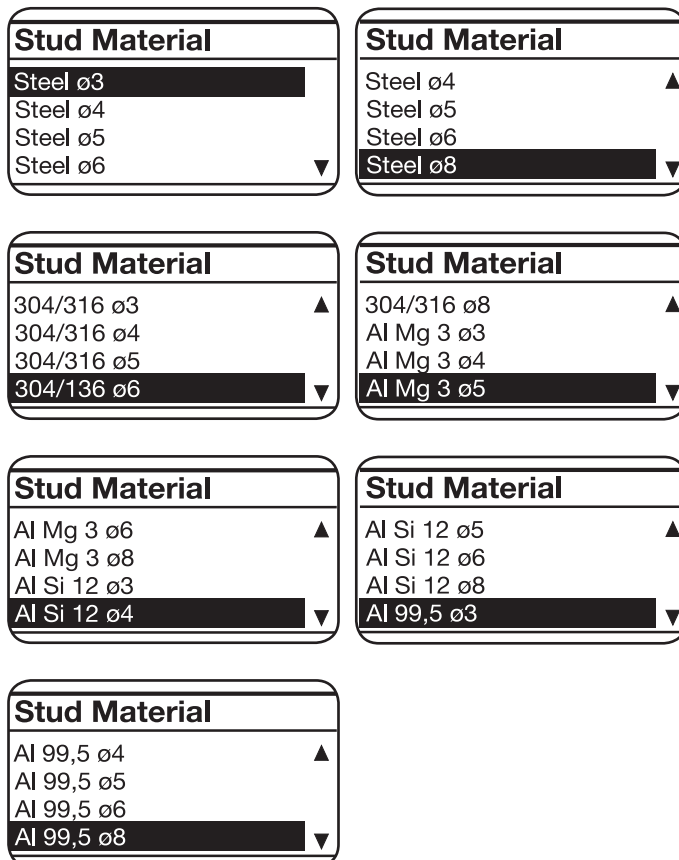 Stud Material
Steel ø3
Steel ø4
Steel ø5
Steel ø6
Stud Material
Steel ø4
Steel ø5
Steel ø6
Steel ø8
Stud Material
304/316 ø3
304/316 ø4
304/316 ø5
304/136 ø6
Stud Material
304/316 ø8
Al Mg 3 ø3
Al Mg 3 ø4
Al Mg 3 ø5
Stud Material
Al Mg 3 ø6
Al Mg 3 ø8
Al Si 12 ø3
Al Si 12 ø4
Stud Material
Al Si 12 ø5
Al Si 12 ø6
Al Si 12 ø8
Al 99,5 ø3
Stud Material
Al 99,5 ø4
Al 99,5 ø5
Al 99,5 ø6
Al 99,5 ø8